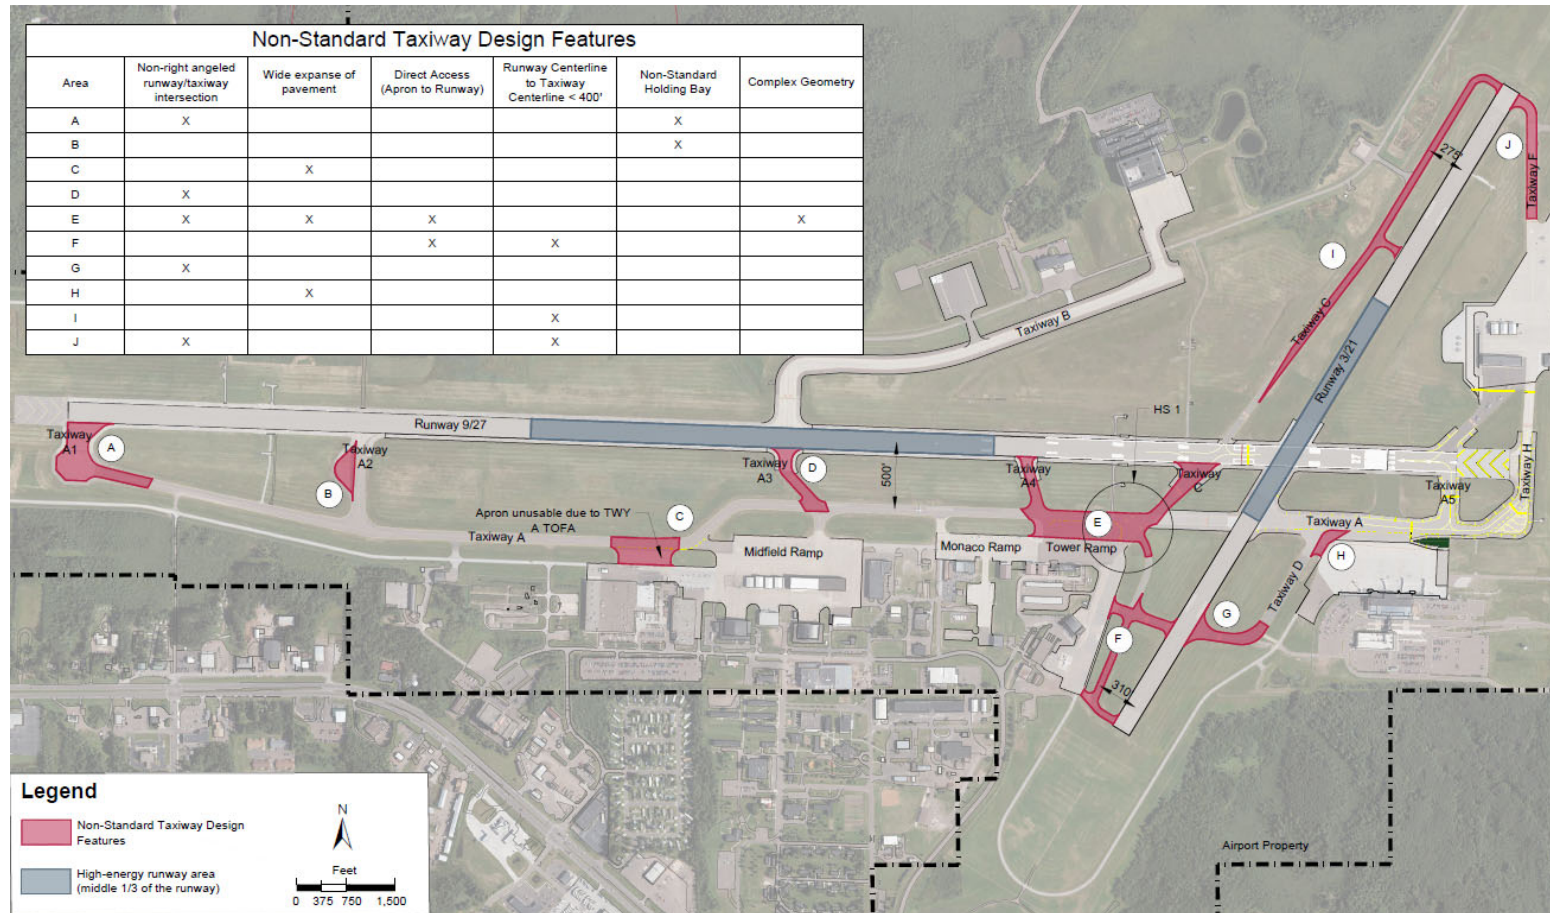 Non-Standard Taxiway Design Features
Area
Non-right angeled
runway/taxiway
intersection
Wide expanse of
pavement
Direct Access
(Apron to Runway)
Runway Centerline
to Taxiway
Centerline < 400'
Non-Standard
Holding Bay
Complex Geometry
A X X
B X
C X
D X
E X X X X
F X X
G X
H X
I X
J X X
J
275'
Taxiway F
I
Taxiway C
Taxiway B
Runway 3/21
HS 1
Runway 9/27
Taxiway
A1
A
Taxiway
A2
B
Taxiway
A3
D
500'
Taxiway
A4
Taxiway
C
Taxiway
A5
Taxiway H
Apron unusable due to TWY
A TOFA
C
Taxiway A
E
Taxiway A
Midfield Ramp
Monaco Ramp
Tower Ramp
H
Taxiway D
G
F
310'
Airport Property
Legend
Non-Standard Taxiway Design
Features
High-energy runway area
(middle 1/3 of the runway)
N
Feet
0 375 750 1,500